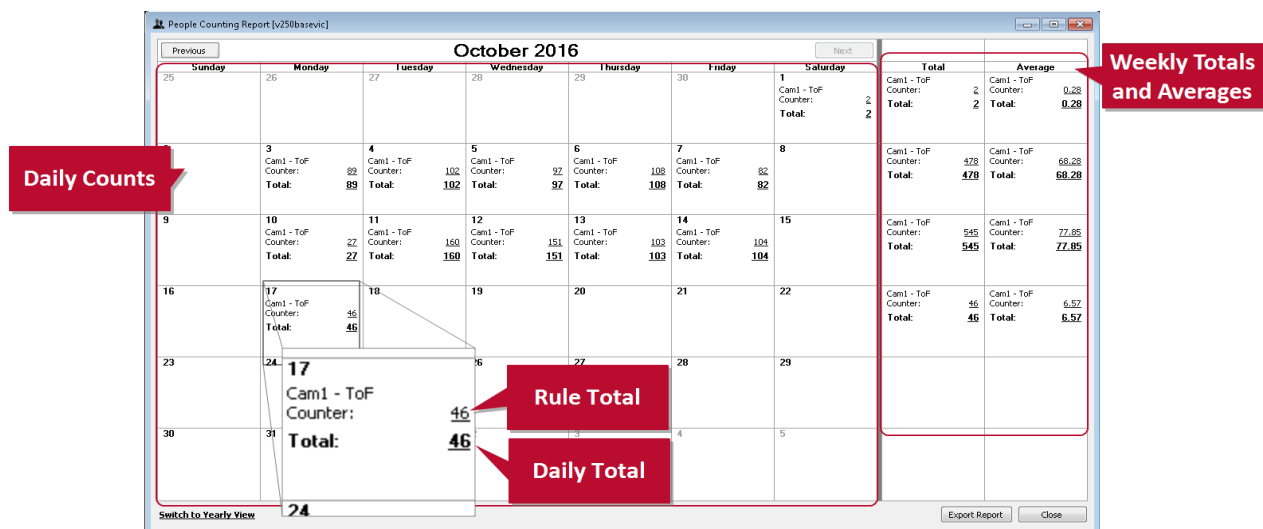 People Counting Report [v250basevic]
Previous October 2016 Next
Sunday Monday Tuesday Wednesday Thursday Friday Saturday Total Average
Weekly Totals
and Averages
25 26 27 28 29 30 1
Cam1 - ToF Cam1 - ToF Cam1 - ToF
Counter: 2 Counter: 2 Counter: 0.28
Total: 2 Total: 2 Total: 0.28
Daily Counts
3 4 5 6 7 8
Cam1 - ToF Cam1 - ToF Cam1 - ToF Cam1 - ToF Cam1 - ToF Cam1 - ToF Cam1 - ToF
Counter: 89 Counter: 102 Counter: 97 Counter: 108 Counter: 82 Counter: 478 Counter: 68.28
Total: 89 Total: 102 Total: 97 Total: 108 Total: 82 Total: 478 Total: 68.28
9 10 11 12 13 14 15
Cam1 - ToF Cam1 - ToF Cam1 - ToF Cam1 - ToF Cam1 - ToF Cam1 - ToF Cam1 - ToF
Counter: 27 Counter: 160 Counter: 151 Counter: 103 Counter: 104 Counter: 545 Counter: 77.85
Total: 27 Total: 160 Total: 151 Total: 103 Total: 104 Total: 545 Total: 77.85
16 17 18 19 20 21 22
Cam1 - ToF Cam1 - ToF Cam1 - ToF
Counter: 46 Counter: 46 Counter: 6.57
Total: 46 Total: 46 Total: 6.57
23 24 26 27 28 29
17
Cam1 - ToF
Counter: 46
Total: 46
24
Rule Total
Daily Total
30 31 3 4 5
Switch to Yearly View Export Report Close